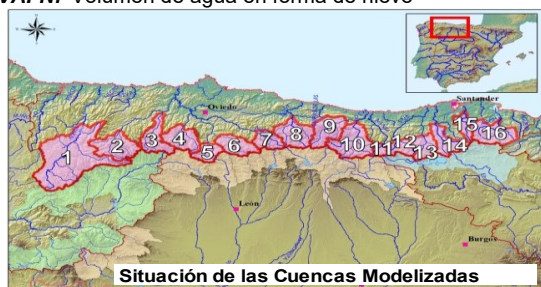 VAFN: Volumen de agua en forma de nieve
Oviedo
Santander
1 2 3 4 5 6 7 8 9 10 11 12 13 14 15 16
León
Burgos
Situación de las Cuencas Modelizadas